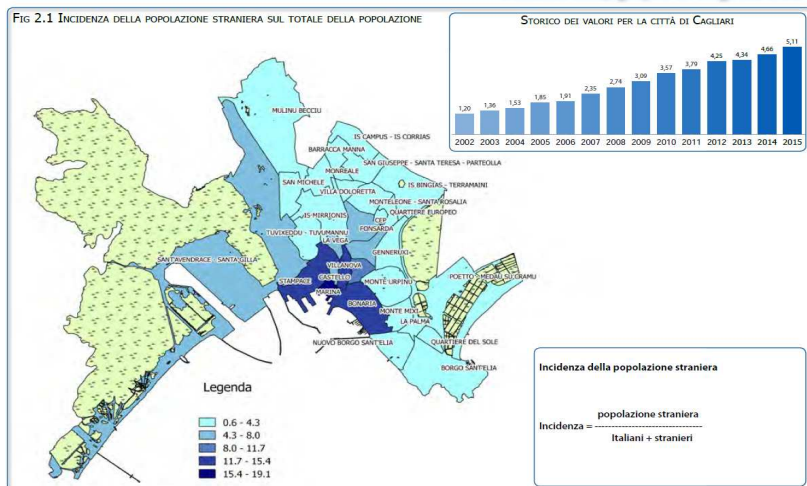 FIG 2.1 INCIDENZA DELLA POPOLAZIONE STRANIERA SUL TOTALE DELLA POPOLAZIONE
STORICO DEI VALORI PER LA CITTÀ DI CAGLIARI
1,20 1,36 1,53 1,85 1,91 2,35 2,74 3,09 3,57 3,79 4,25 4,34 4,66 5,11
2002 2003 2004 2005 2006 2007 2008 2009 2010 2011 2012 2013 2014 2015
MULINU BECCIU
IS CAMPUS - IS CORRIAS
BARRACCA MANNA
SAN GIUSEPPE - SANTA TERESA - PARTEOLLA
MONREALE
SAN MICHELE
IS BINGIAS - TERRAMAINI
VILLA DOLORETTA
MONTELEONE - SANTA ROSALIA
QUARTIERE EUROPEO
IS MIRRIONIS
CEP
FONSARDA
TUVIXEDDU - TUVUMANNU
LA VEGA
GENNERUXI
SANT'AVENDRACE - SANTA GILLA
VILLANOVA
CASTELLO
STAMPACE
MONTE URPINU
POETTO - MEDAU SU CRAMU
MARINA
BONARIA
MONTE MIXI
LA PALMA
NUOVO BORGO SANT'ELIA
QUARTIERE DEL SOLE
BORGO SANT'ELIA
Legenda
0.6 - 4.3
4.3 - 8.0
8.0 - 11.7
11.7 - 15.4
15.4 - 19.1
Incidenza della popolazione straniera
popolazione straniera
Incidenza = --------------------------------
Italiani + stranieri